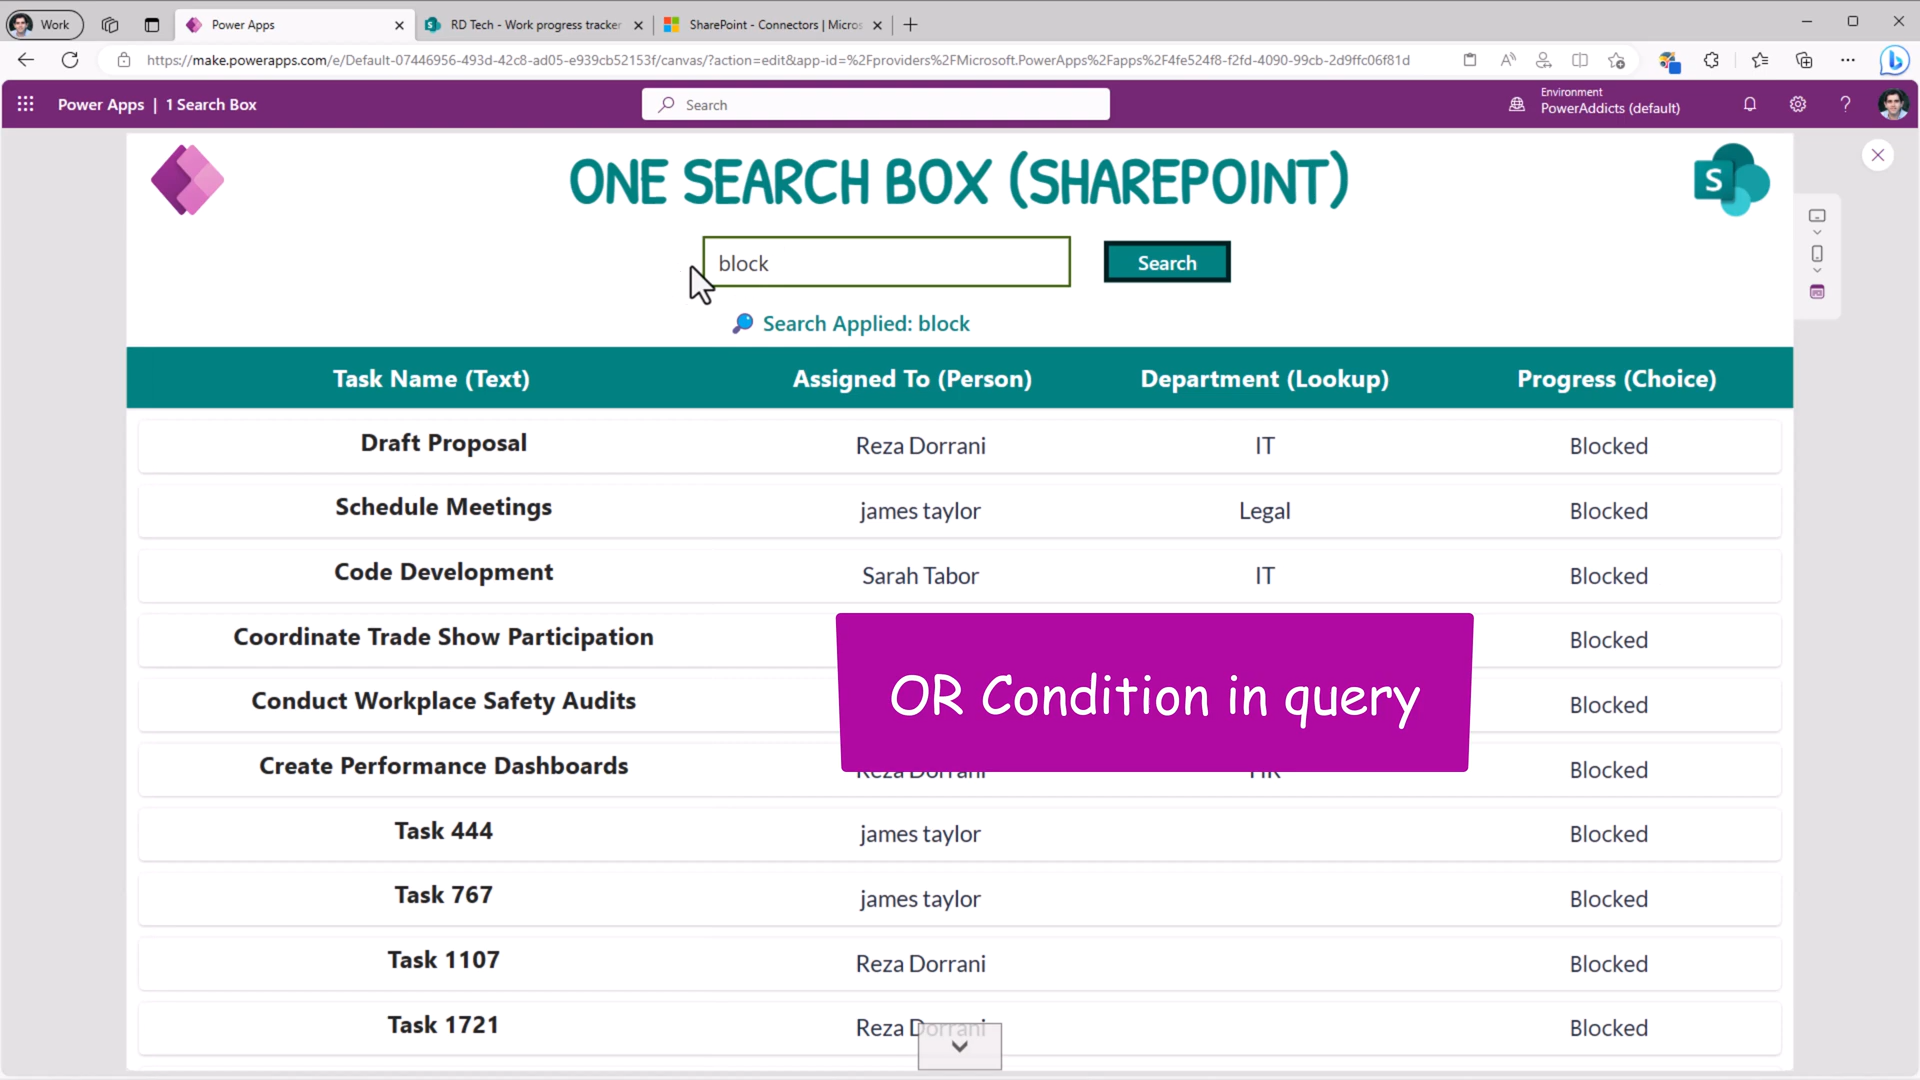 Work
Power Apps
RD Tech - Work progress tracker
SharePoint - Connectors | Micros
https://make.powerapps.com/e/Default-07446956-493d-42c8-ad05-e939cb52153f/canvas/?action=edit&app-id=%2Fproviders%2FMicrosoft.PowerApps%2Fapps%2F4fe524f8-f2fd-4090-99cb-2d9ffc06f81d
Power Apps | 1 Search Box
Search
Environment
PowerAddicts (default)
ONE SEARCH BOX (SHAREPOINT)
S
block
Search
Search Applied: block
Task Name (Text) Assigned To (Person) Department (Lookup) Progress (Choice)
Draft Proposal Reza Dorrani IT Blocked
Schedule Meetings james taylor Legal Blocked
Code Development Sarah Tabor IT Blocked
Coordinate Trade Show Participation Blocked
OR Condition in query
Conduct Workplace Safety Audits Blocked
Create Performance Dashboards Reza Dorrani HR Blocked
Task 444 james taylor Blocked
Task 767 james taylor Blocked
Task 1107 Reza Dorrani Blocked
Task 1721 Reza Dorrani Blocked